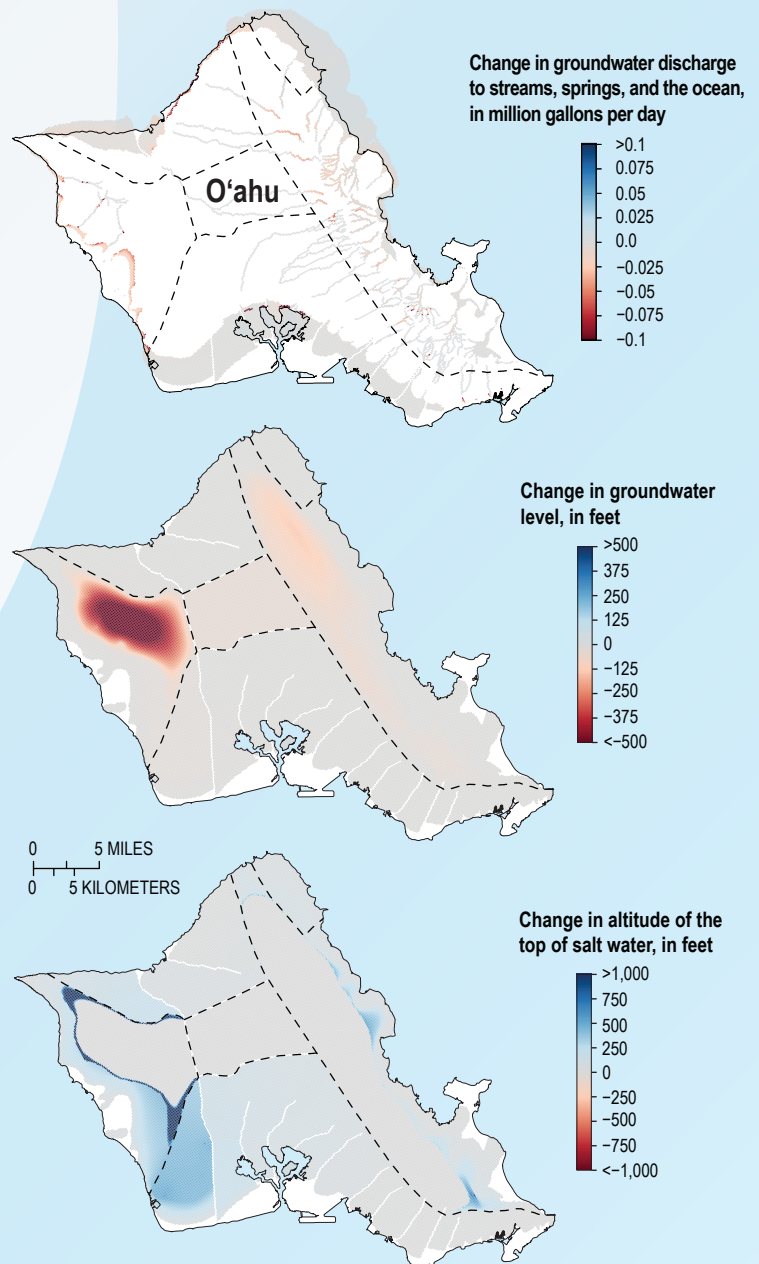 Change in groundwater discharge
to streams, springs, and the ocean,
in million gallons per day
>0.1
0.075
0.05
0.025
0.0
−0.025
−0.05
−0.075
−0.1
Oʻahu
Change in groundwater
level, in feet
>500
375
250
125
0
−125
−250
−375
<−500
0 5 MILES
0 5 KILOMETERS
Change in altitude of the
top of salt water, in feet
>1,000
750
500
250
0
−250
−500
−750
<−1,000